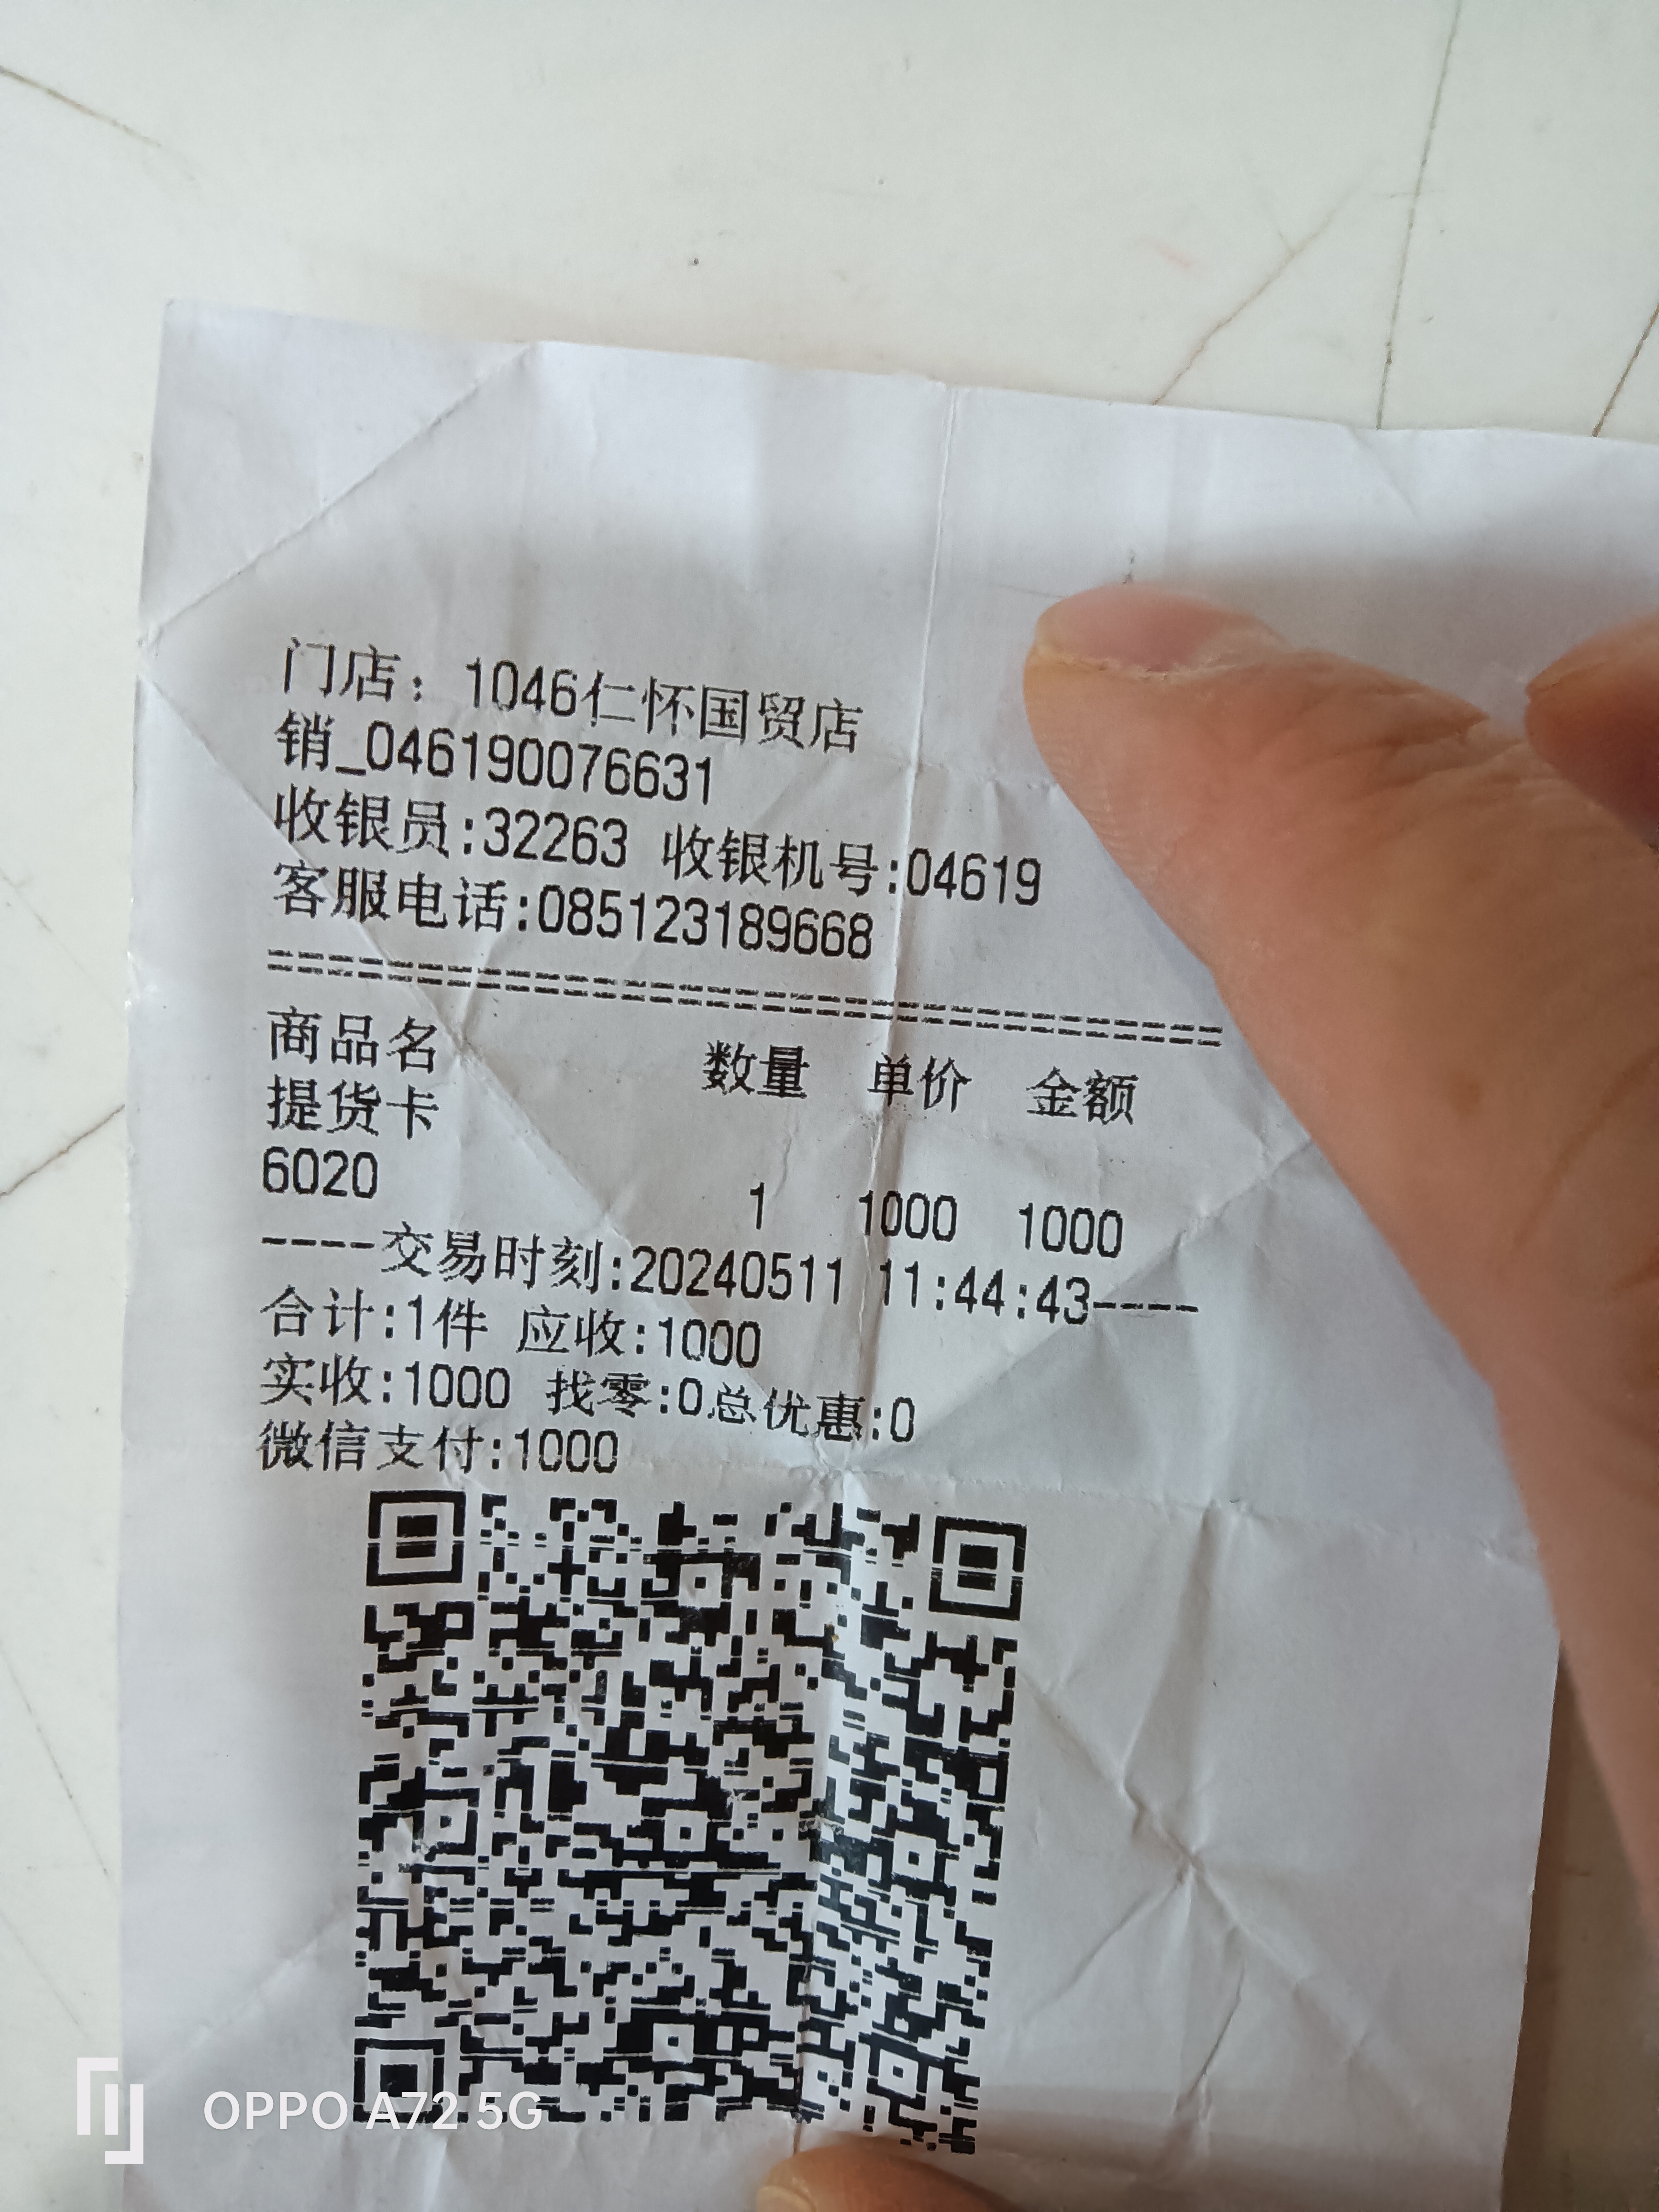 门店：1046仁怀国贸店
销_046190076631
收银员:32263 收银机号:04619
客服电话:085123189668
==================================
商品名 数量 单价 金额
提货卡
6020
1 1000 1000
----交易时刻:20240511 11:44:43----
合计:1件 应收:1000
实收:1000 找零:0总优惠:0
微信支付:1000
OPPO A72 5G